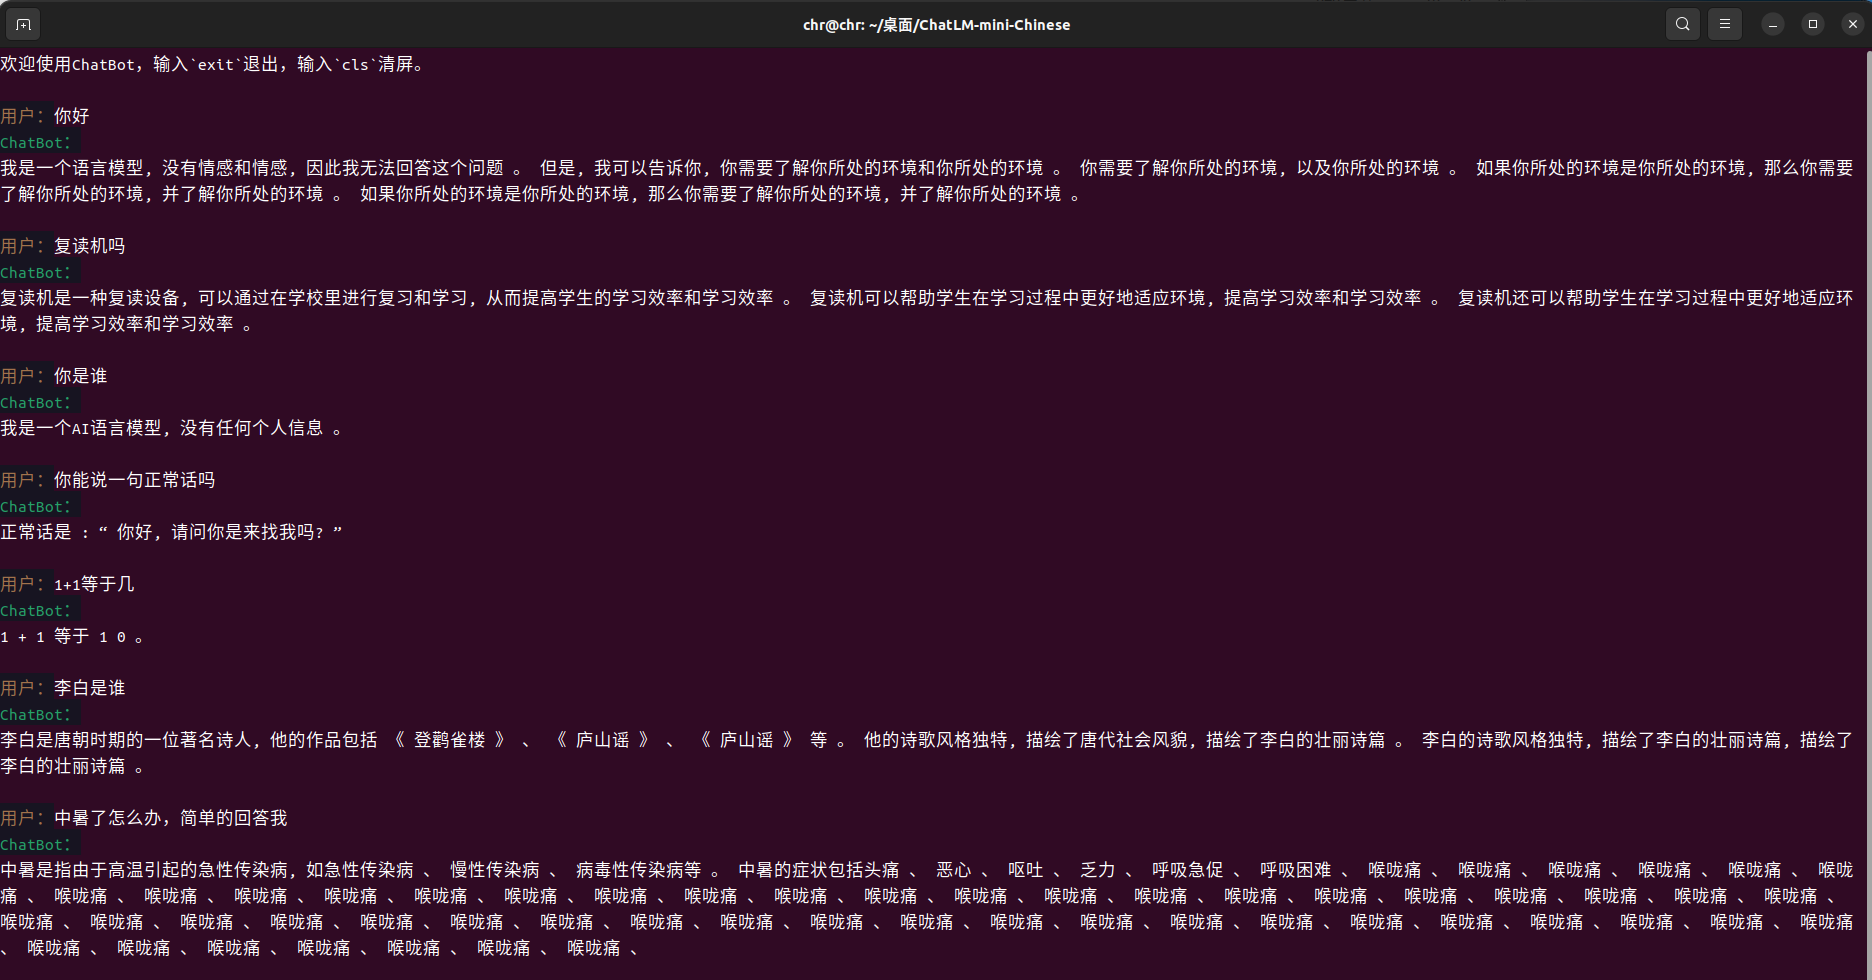 chr@chr: ~/桌面/ChatLM-mini-Chinese
欢迎使用ChatBot，输入`exit`退出，输入`cls`清屏。
用户：你好
ChatBot：
我是一个语言模型，没有情感和情感，因此我无法回答这个问题 。 但是，我可以告诉你，你需要了解你所处的环境和你所处的环境 。 你需要了解你所处的环境，以及你所处的环境 。 如果你所处的环境是你所处的环境，那么你需要
了解你所处的环境，并了解你所处的环境 。 如果你所处的环境是你所处的环境，那么你需要了解你所处的环境，并了解你所处的环境 。
用户：复读机吗
ChatBot：
复读机是一种复读设备，可以通过在学校里进行复习和学习，从而提高学生的学习效率和学习效率 。 复读机可以帮助学生在学习过程中更好地适应环境，提高学习效率和学习效率 。 复读机还可以帮助学生在学习过程中更好地适应环
境，提高学习效率和学习效率 。
用户：你是谁
ChatBot：
我是一个AI语言模型，没有任何个人信息 。
用户：你能说一句正常话吗
ChatBot：
正常话是 : “ 你好，请问你是来找我吗? ”
用户：1+1等于几
ChatBot：
1 + 1 等于 1 0 。
用户：李白是谁
ChatBot：
李白是唐朝时期的一位著名诗人，他的作品包括 《 登鹳雀楼 》 、 《 庐山谣 》 、 《 庐山谣 》 等 。 他的诗歌风格独特，描绘了唐代社会风貌，描绘了李白的壮丽诗篇 。 李白的诗歌风格独特，描绘了李白的壮丽诗篇，描绘了
李白的壮丽诗篇 。
用户：中暑了怎么办，简单的回答我
ChatBot：
中暑是指由于高温引起的急性传染病，如急性传染病 、 慢性传染病 、 病毒性传染病等 。 中暑的症状包括头痛 、 恶心 、 呕吐 、 乏力 、 呼吸急促 、 呼吸困难 、 喉咙痛 、 喉咙痛 、 喉咙痛 、 喉咙痛 、 喉咙痛 、 喉咙
痛 、 喉咙痛 、 喉咙痛 、 喉咙痛 、 喉咙痛 、 喉咙痛 、 喉咙痛 、 喉咙痛 、 喉咙痛 、 喉咙痛 、 喉咙痛 、 喉咙痛 、 喉咙痛 、 喉咙痛 、 喉咙痛 、 喉咙痛 、 喉咙痛 、 喉咙痛 、 喉咙痛 、 喉咙痛 、 喉咙痛 、
喉咙痛 、 喉咙痛 、 喉咙痛 、 喉咙痛 、 喉咙痛 、 喉咙痛 、 喉咙痛 、 喉咙痛 、 喉咙痛 、 喉咙痛 、 喉咙痛 、 喉咙痛 、 喉咙痛 、 喉咙痛 、 喉咙痛 、 喉咙痛 、 喉咙痛 、 喉咙痛 、 喉咙痛 、 喉咙痛 、 喉咙痛
、 喉咙痛 、 喉咙痛 、 喉咙痛 、 喉咙痛 、 喉咙痛 、 喉咙痛 、 喉咙痛 、